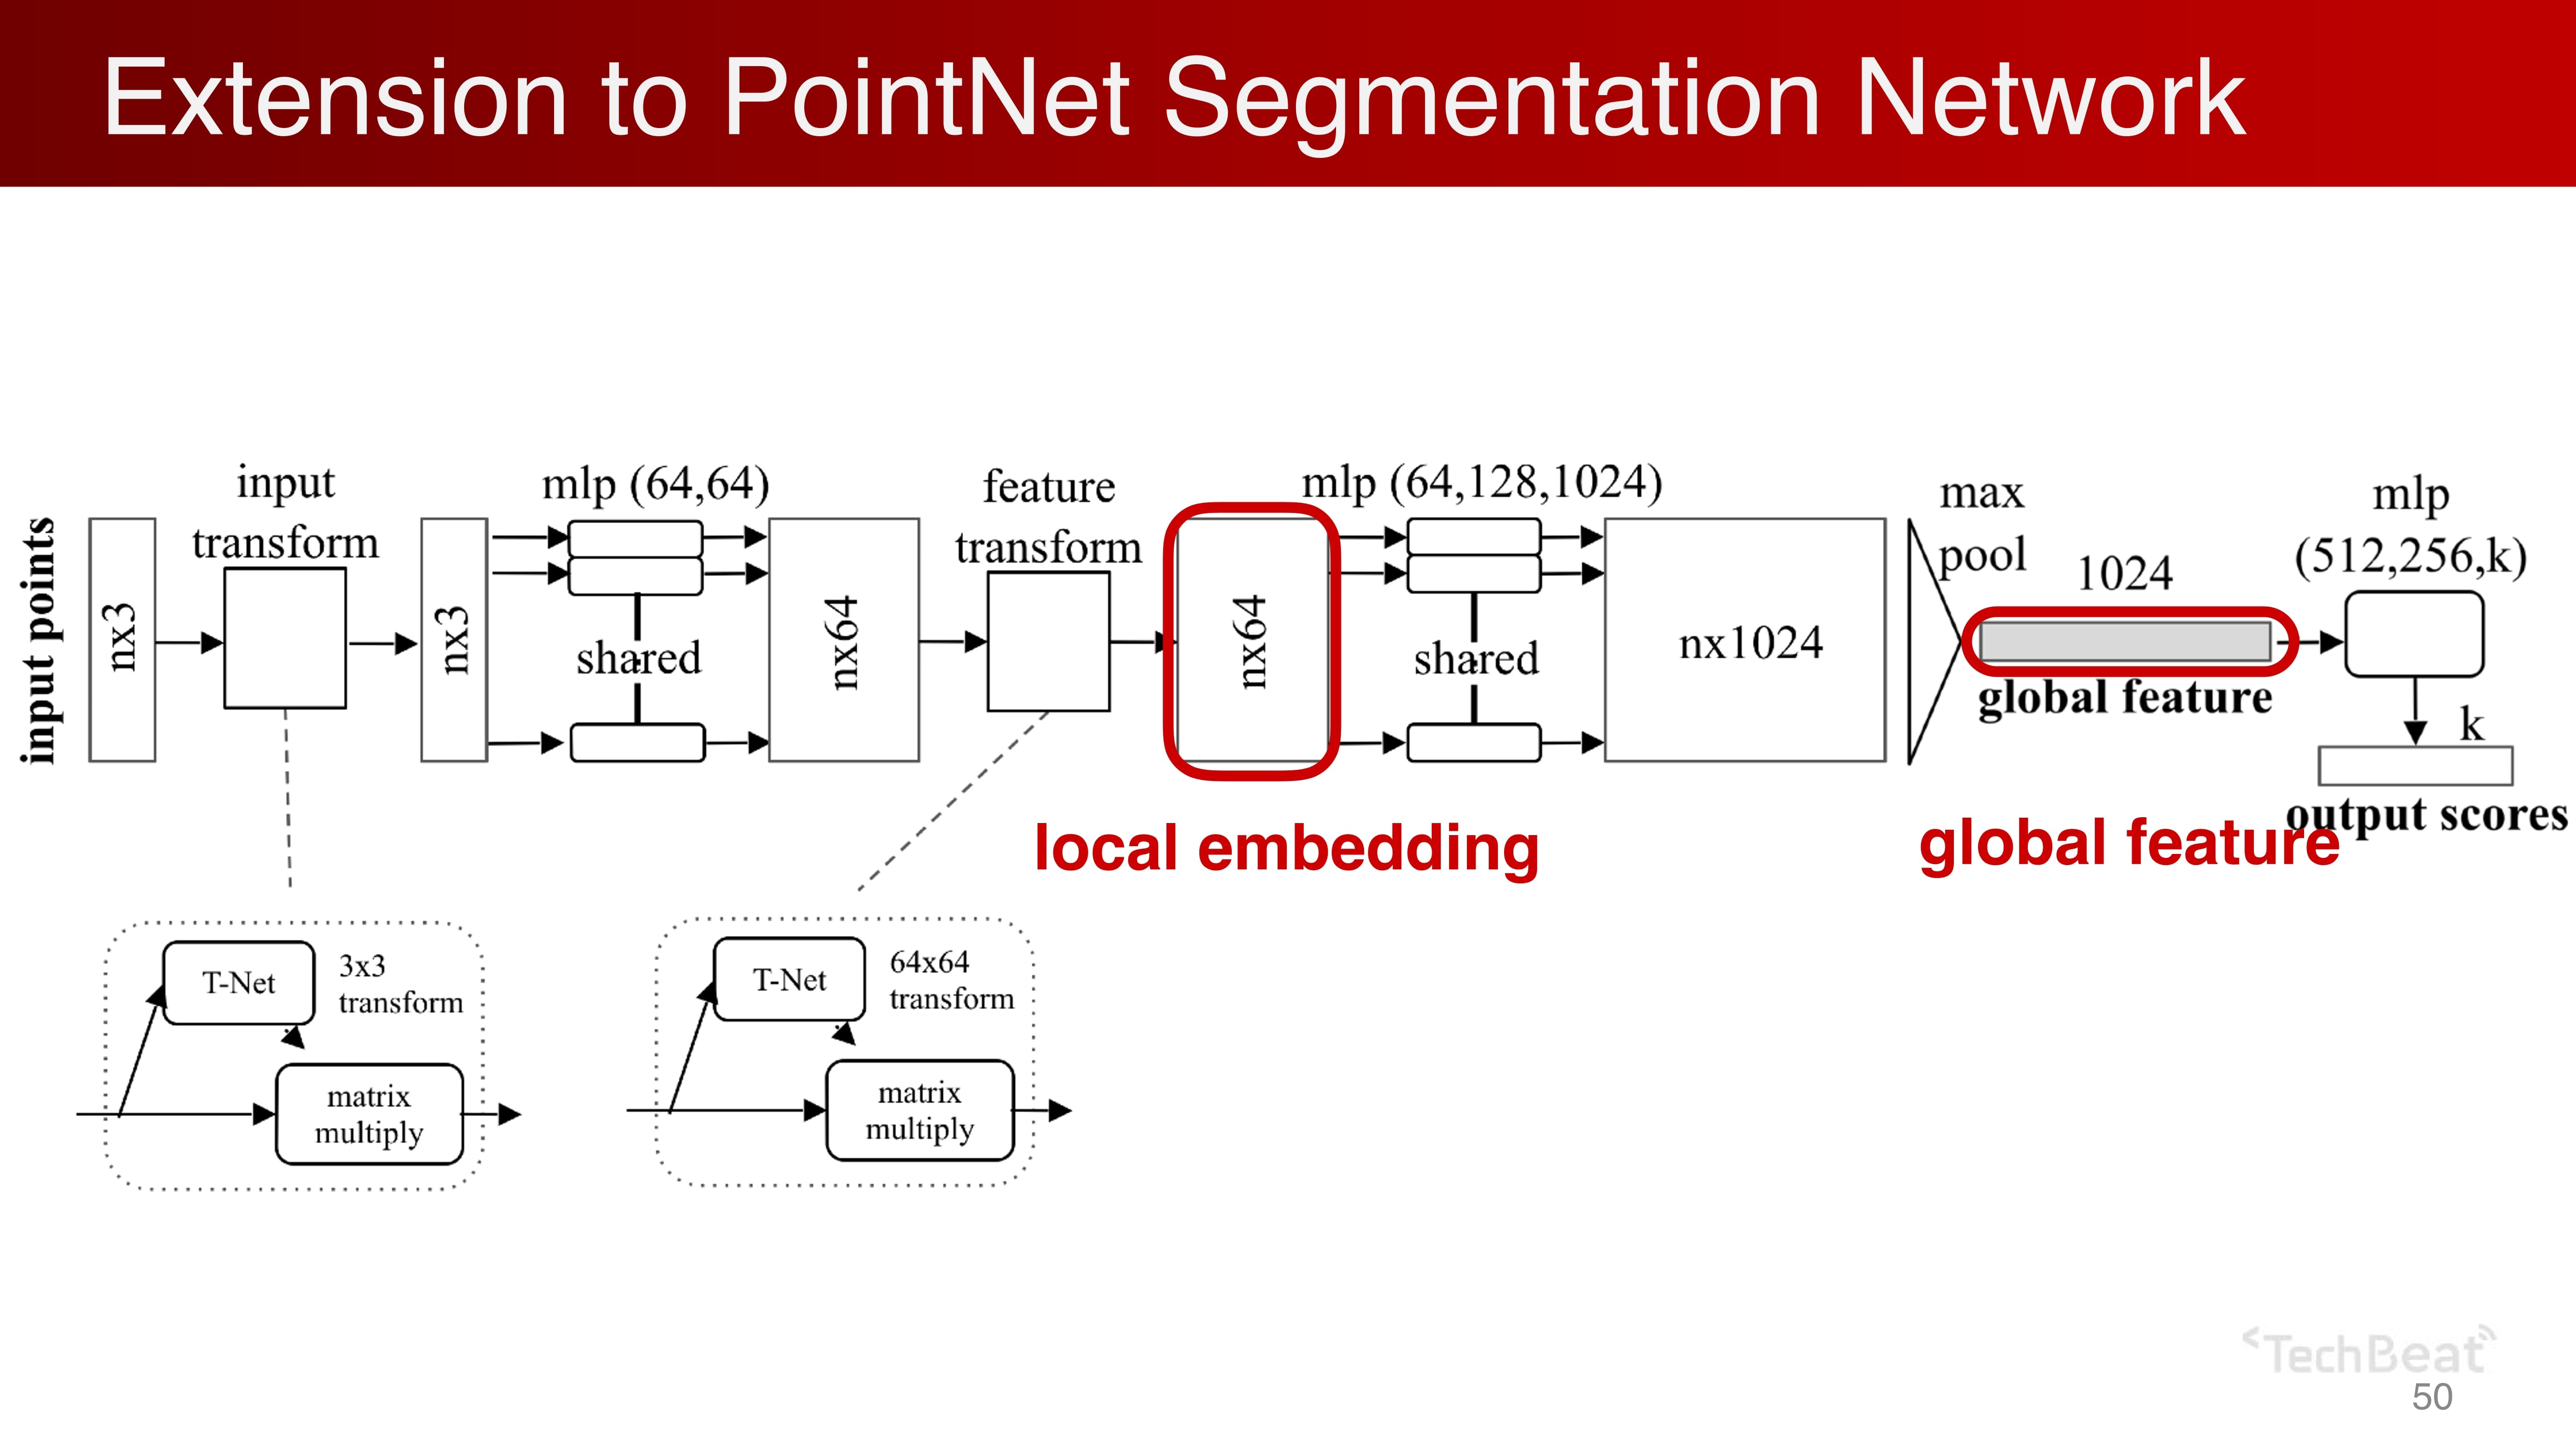 Extension to PointNet Segmentation Network
input points
nx3
input
transform
nx3
mlp (64,64)
shared
nx64
feature
transform
nx64
mlp (64,128,1024)
shared
nx1024
max
pool
1024
global feature
mlp
(512,256,k)
k
output scores
local embedding
global feature
T-Net
3x3
transform
matrix
multiply
T-Net
64x64
transform
matrix
multiply
TechBeat
50